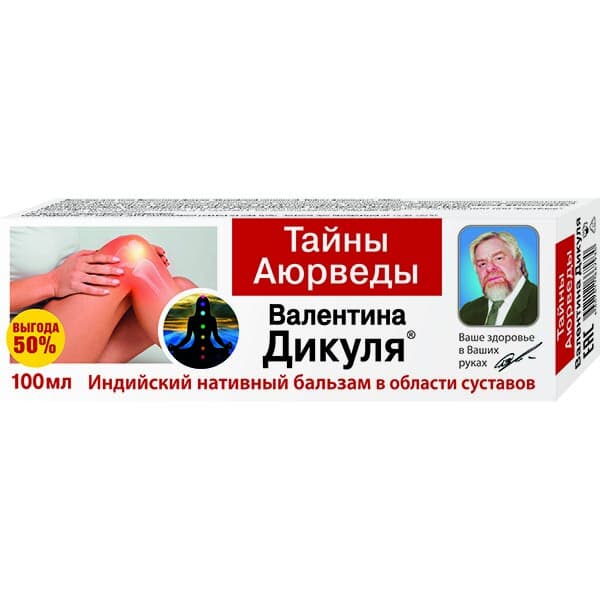 Тайны
Аюрведы
Валентина
Дикуля®
ВЫГОДА
50%
100мл
Индийский нативный бальзам в области суставов
Ваше здоровье
в Ваших
руках
Тайны
Аюрведы
Валентина Дикуля
EAC